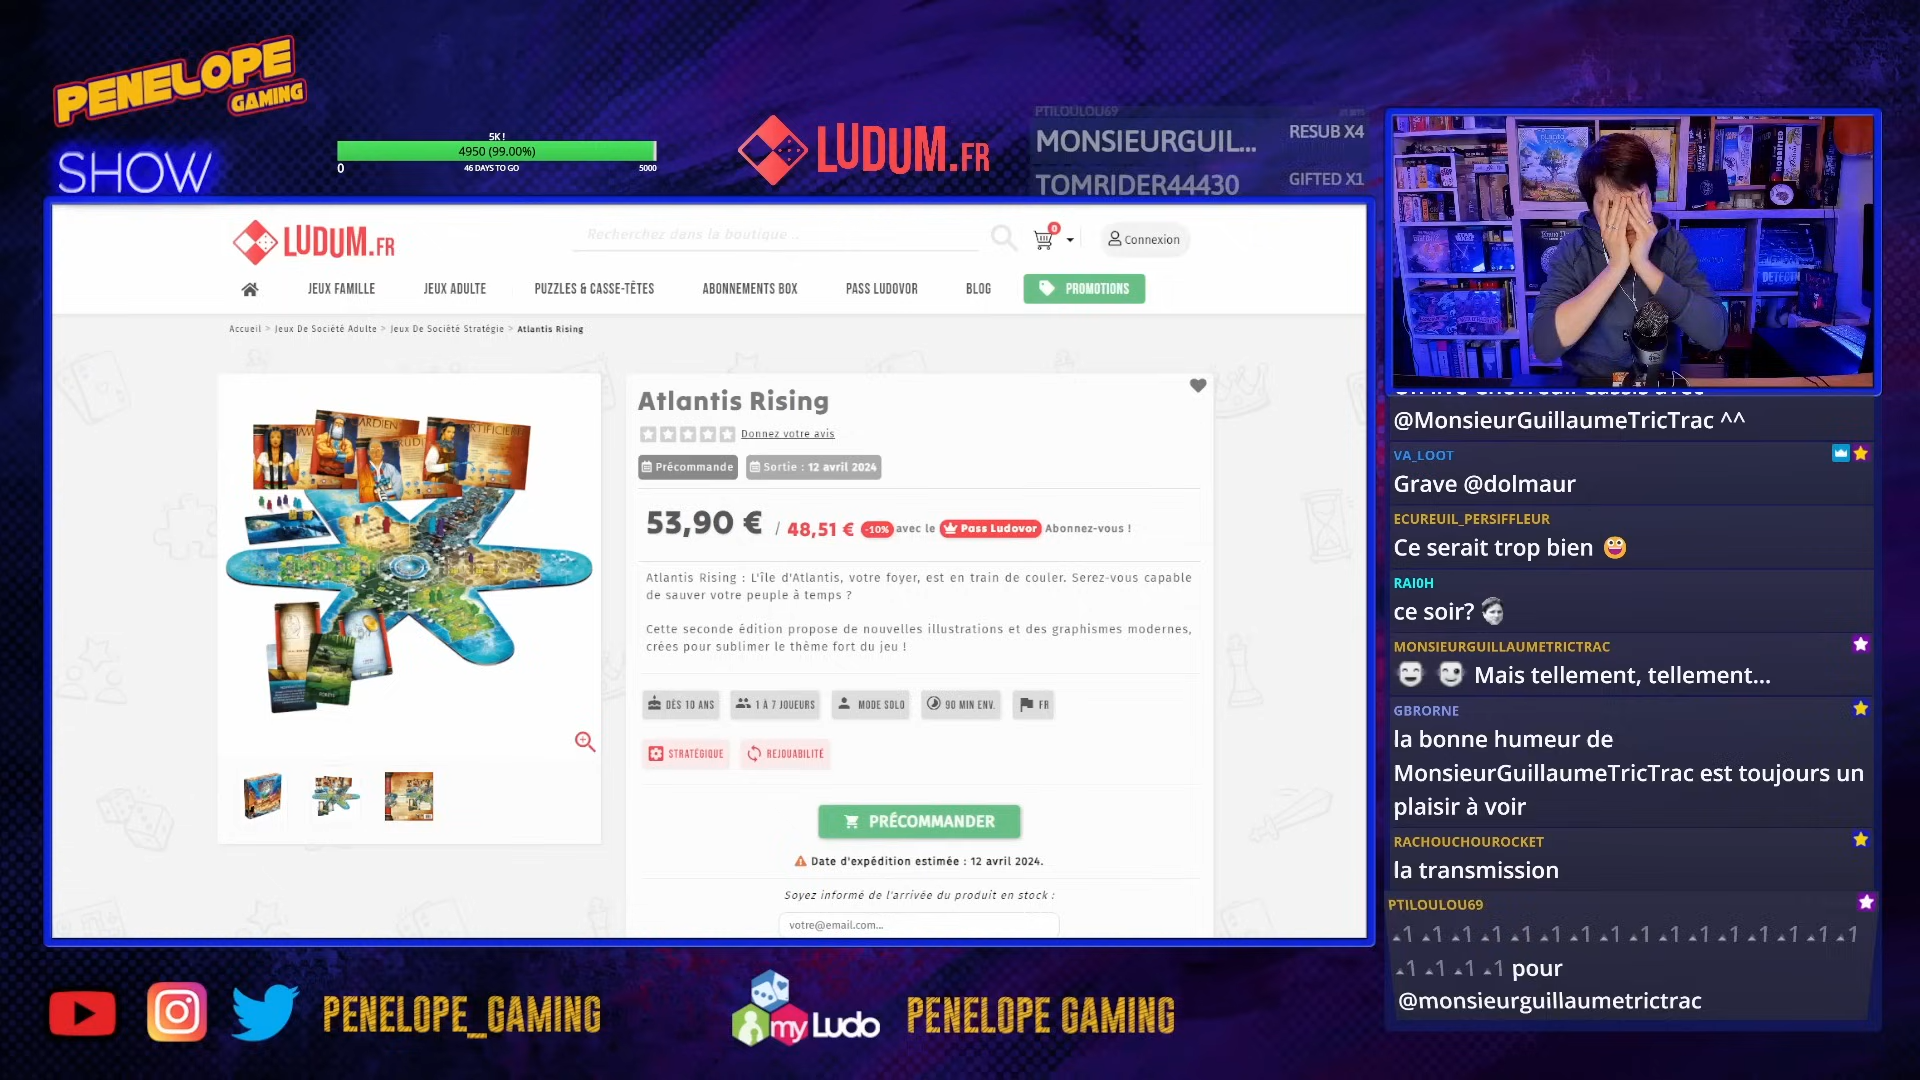 PENELOPE
GAMING
SHOW
5K !
4950 (99.00%)
0
46 DAYS TO GO
5000
LUDUM.FR
PTILOULOU69
MONSIEURGUIL...
RESUB X4
TOMRIDER44430
GIFTED X1
LUDUM.FR
Recherchez dans la boutique ...
0
Connexion
JEUX FAMILLE
JEUX ADULTE
PUZZLES & CASSE-TÊTES
ABONNEMENTS BOX
PASS LUDOVOR
BLOG
PROMOTIONS
Accueil > Jeux De Société Adulte > Jeux De Société Stratégie > Atlantis Rising
Atlantis Rising
Donnez votre avis
Précommande
Sortie : 12 avril 2024
53,90 € / 48,51 € -10% avec le Pass Ludovor Abonnez-vous !
Atlantis Rising : L'île d'Atlantis, votre foyer, est en train de couler. Serez-vous capable
de sauver votre peuple à temps ?
Cette seconde édition propose de nouvelles illustrations et des graphismes modernes,
crées pour sublimer le thème fort du jeu !
DÈS 10 ANS
1 À 7 JOUEURS
MODE SOLO
90 MIN ENV.
FR
STRATÉGIQUE
REJOUABILITÉ
PRÉCOMMANDER
Date d'expédition estimée : 12 avril 2024.
Soyez informé de l'arrivée du produit en stock :
votre@email.com...
@MonsieurGuillaumeTricTrac ^^
VA_LOOT
Grave @dolmaur
ECUREUIL_PERSIFFLEUR
Ce serait trop bien
RAI0H
ce soir?
MONSIEURGUILLAUMETRICTRAC
Mais tellement, tellement...
GBRORNE
la bonne humeur de
MonsieurGuillaumeTricTrac est toujours un
plaisir à voir
RACHOUCHOUROCKET
la transmission
PTILOULOU69
pour
@monsieurguillaumetrictrac
PENELOPE_GAMING
my Ludo
PENELOPE GAMING